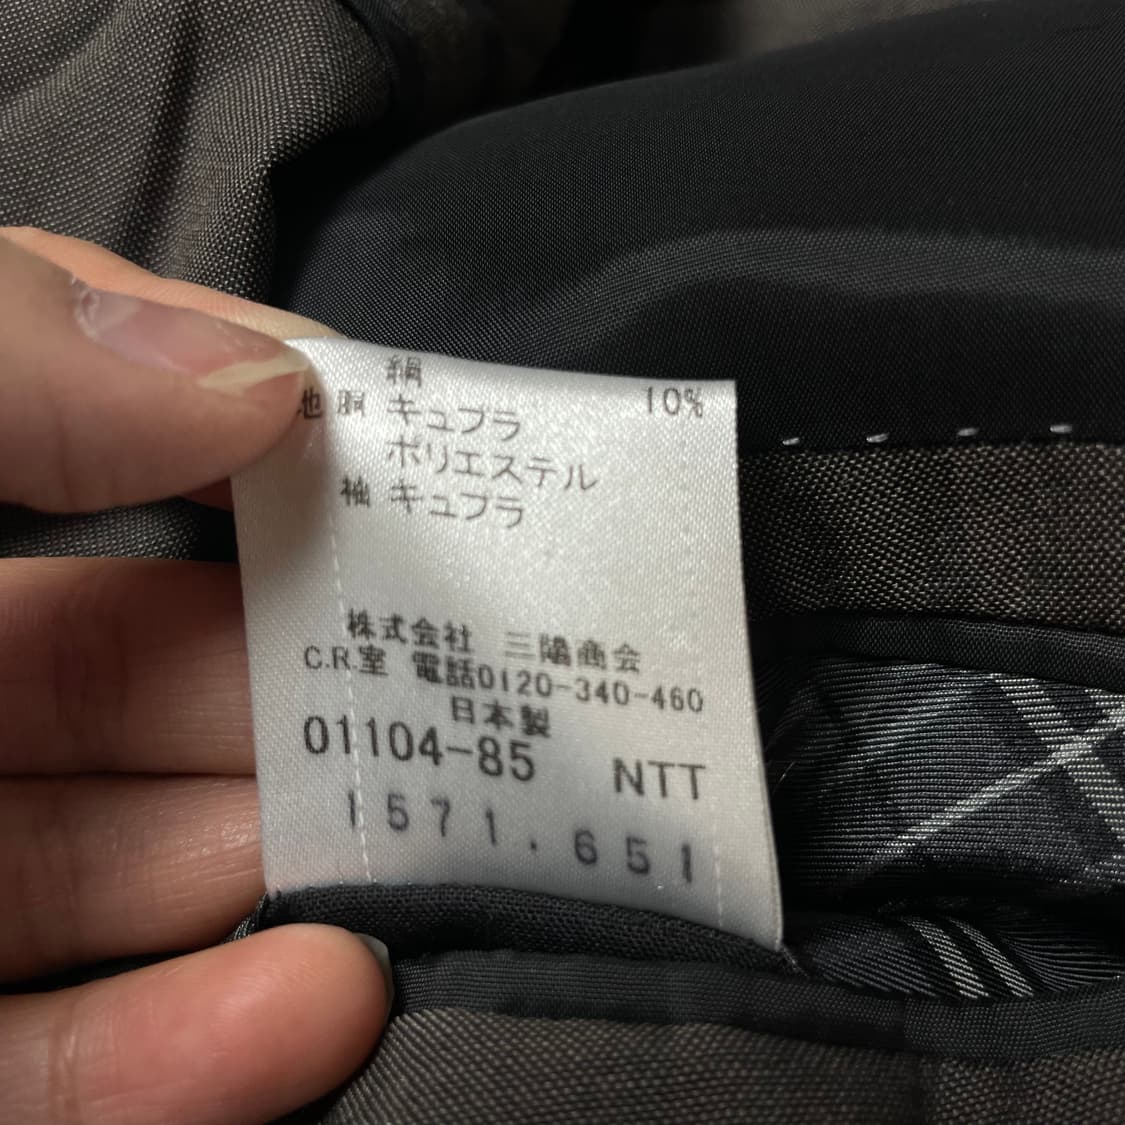 絹 10%
地 胴 キュプラ
ポリエステル
袖 キュプラ
株式会社 三陽商会
C.R.室 電話0120-340-460
日本製
01104-85 NTT
1571.651